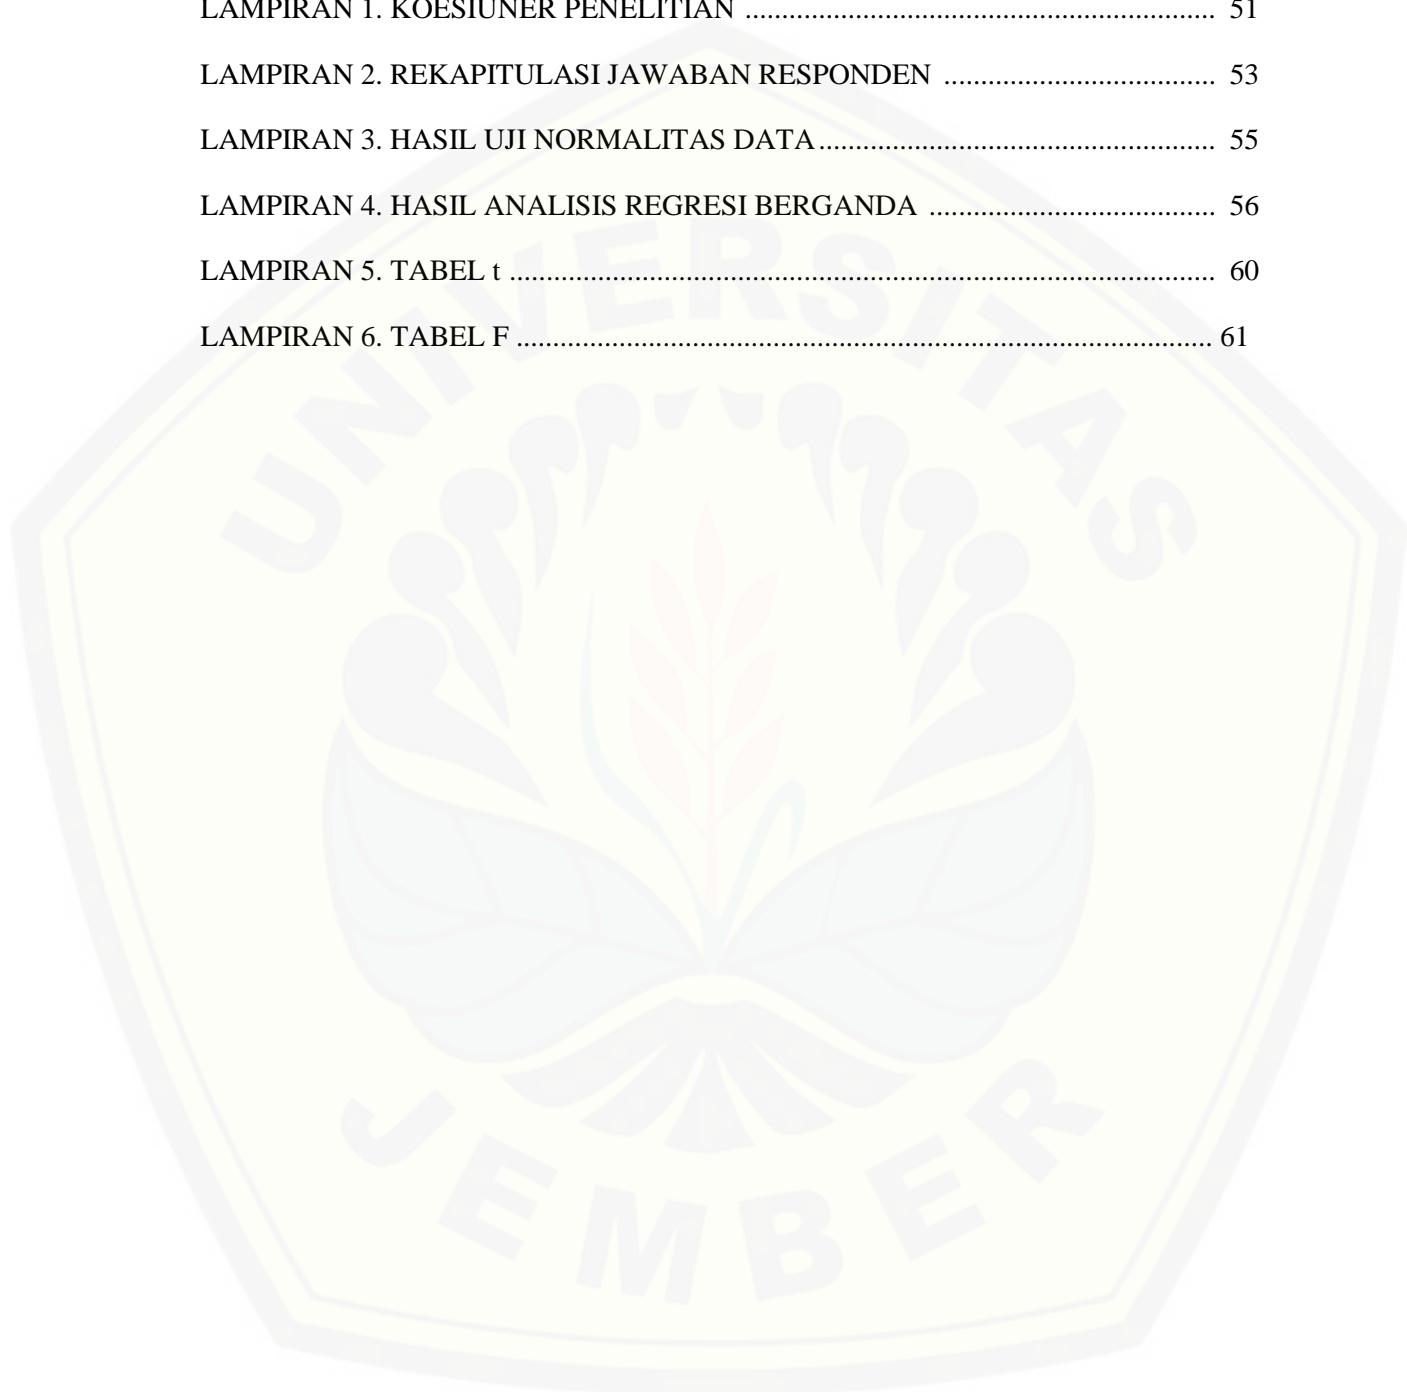 LAMPIRAN 1. KOESIUNER PENELITIAN ................................................................ 51
LAMPIRAN 2. REKAPITULASI JAWABAN RESPONDEN ..................................... 53
LAMPIRAN 3. HASIL UJI NORMALITAS DATA...................................................... 55
LAMPIRAN 4. HASIL ANALISIS REGRESI BERGANDA ....................................... 56
LAMPIRAN 5. TABEL t ................................................................................................ 60
LAMPIRAN 6. TABEL F ............................................................................................... 61
UNIVERSITAS
JEMBER